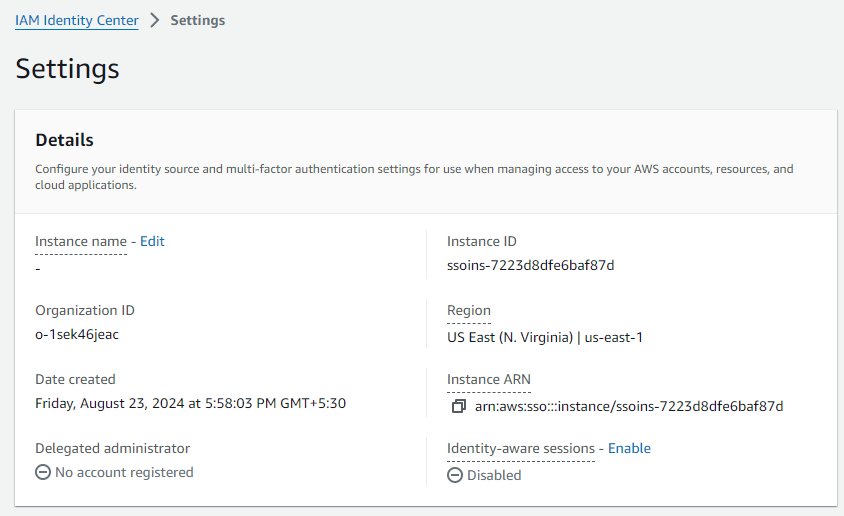 IAM Identity Center > Settings
Settings
Details
Configure your identity source and multi-factor authentication settings for use when managing access to your AWS accounts, resources, and
cloud applications.
Instance name - Edit
-
Instance ID
ssoins-7223d8dfe6baf87d
Organization ID
o-1sek46jeac
Region
US East (N. Virginia) | us-east-1
Date created
Friday, August 23, 2024 at 5:58:03 PM GMT+5:30
Instance ARN
arn:aws:sso:::instance/ssoins-7223d8dfe6baf87d
Delegated administrator
No account registered
Identity-aware sessions - Enable
Disabled